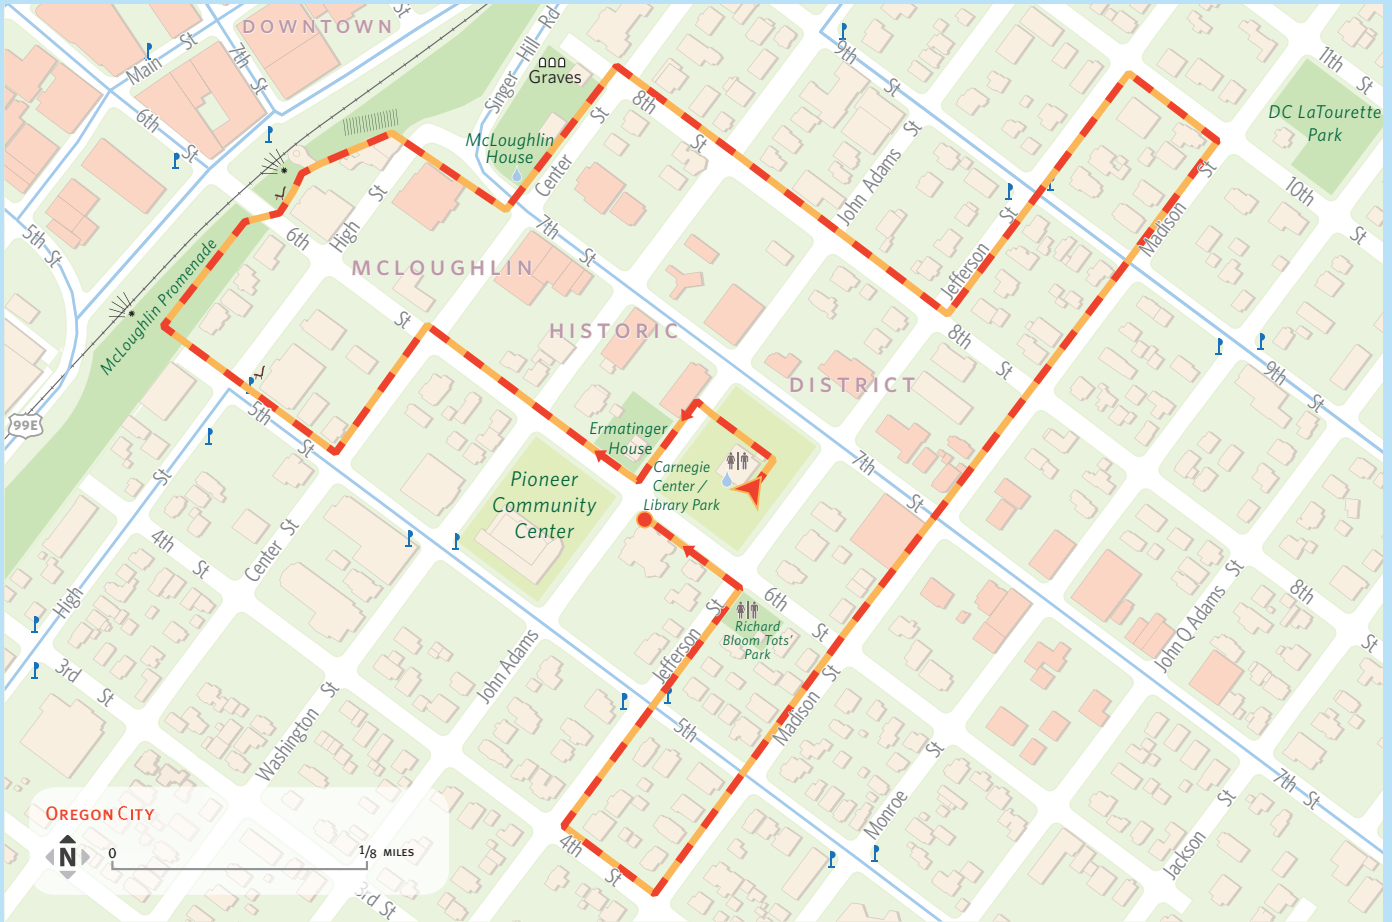 DOWNTOWN
St
Main St
7th St
6th St
5th St
Singer Hill Rd
Graves
McLoughlin
House
Center St
8th St
9th St
11th St
DC LaTourette
Park
10th St
John Adams St
Jefferson St
Madison St
High St
6th
St
7th St
MCLOUGHLIN
HISTORIC
DISTRICT
McLoughlin Promenade
99E
5th St
8th St
9th St
Ermatinger
House
Carnegie
Center /
Library Park
Pioneer
Community
Center
7th St
High St
4th St
Center St
3rd St
Washington St
John Adams
Jefferson St
6th St
Richard
Bloom Tots'
Park
5th
Madison St
8th St
John Q Adams St
Monroe St
7th St
Jackson St
4th St
3rd St
OREGON CITY
N
0
1/8 MILES